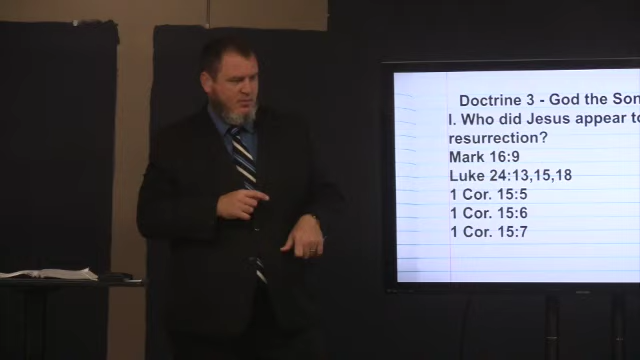 Doctrine 3 - God the Son
I. Who did Jesus appear to
resurrection?
Mark 16:9
Luke 24:13,15,18
1 Cor. 15:5
1 Cor. 15:6
1 Cor. 15:7